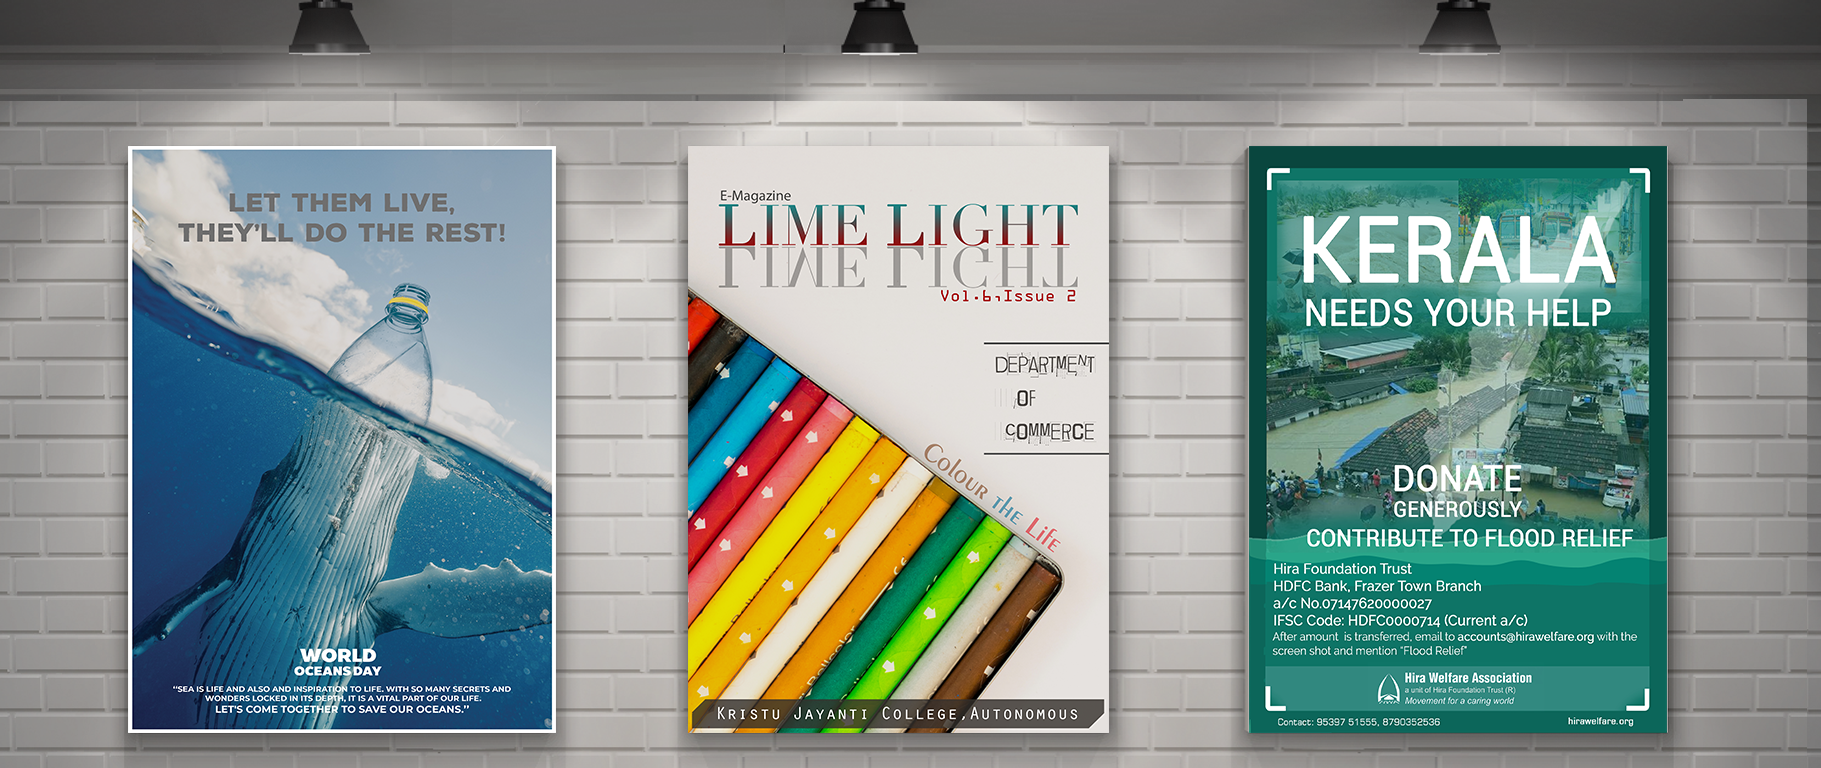 LET THEM LIVE,
THEY'LL DO THE REST!
WORLD
OCEANS DAY
"SEA IS LIFE AND ALSO AND INSPIRATION TO LIFE. WITH SO MANY SECRETS AND
WONDERS LOCKED IN ITS DEPTH, IT IS A VITAL PART OF OUR LIFE.
LET'S COME TOGETHER TO SAVE OUR OCEANS."
E-Magazine
LIME LIGHT
Vol.6,Issue 2
DEPARTMENT
OF
COMMERCE
Colour the Life
KRISTU JAYANTI COLLEGE,AUTONOMOUS
KERALA
NEEDS YOUR HELP
DONATE
GENEROUSLY
CONTRIBUTE TO FLOOD RELIEF
Hira Foundation Trust
HDFC Bank, Frazer Town Branch
a/c No.07147620000027
IFSC Code: HDFC0000714 (Current a/c)
After amount is transferred, email to accounts@hirawelfare.org with the
screen shot and mention "Flood Relief"
Hira Welfare Association
a unit of Hira Foundation Trust (R)
Movement for a caring world
Contact: 95397 51555, 8790352536
hirawelfare.org